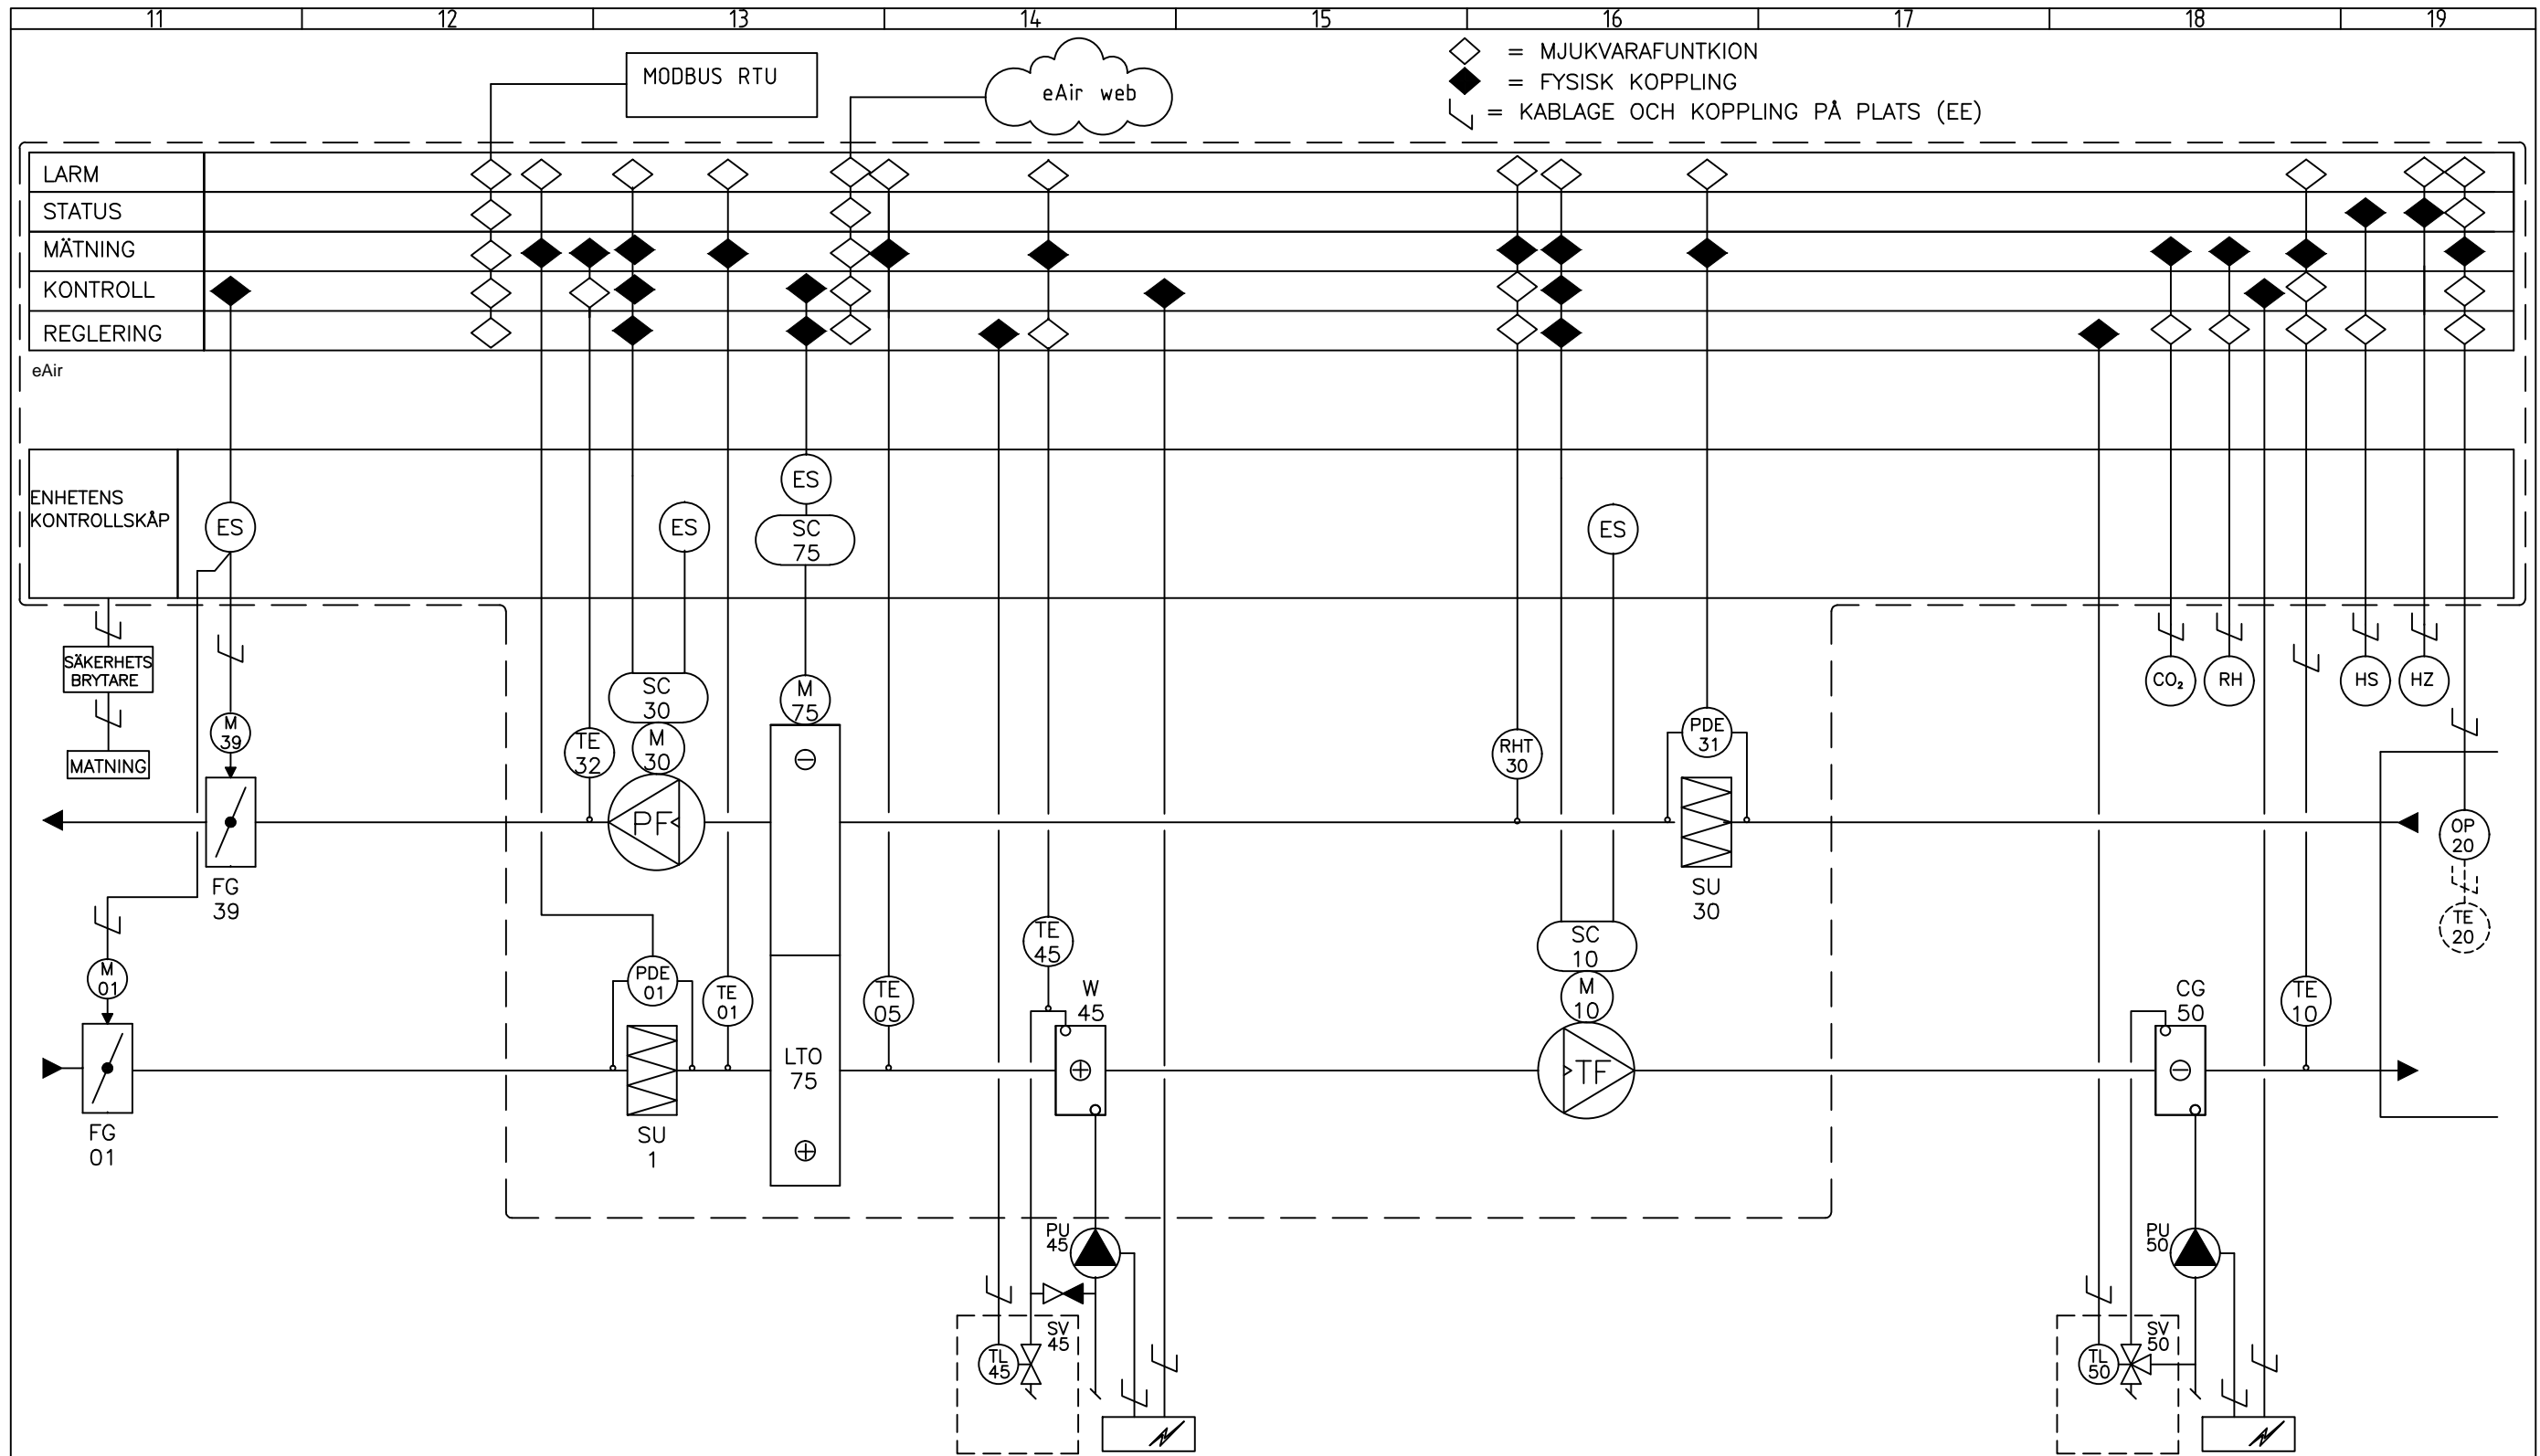 11 12 13 14 15 16 17 18 19
= MJUKVARAFUNTKION
= FYSISK KOPPLING
= KABLAGE OCH KOPPLING PÅ PLATS (EE)
MODBUS RTU
eAir web
LARM
STATUS
MÄTNING
KONTROLL
REGLERING
eAir
ENHETENS
KONTROLLSKÅP
ES
ES
ES
SC
75
ES
SÄKERHETS
BRYTARE
MATNING
M
39
TE
32
SC
30
M
30
M
75
RHT
30
PDE
31
CO₂
RH
HS
HZ
PF
FG
39
SU
30
OP
20
TE
20
M
01
PDE
01
TE
01
TE
05
TE
45
W
45
SC
10
M
10
CG
50
TE
10
LTO
75
TF
FG
01
SU
1
PU
45
PU
50
SV
45
TL
45
SV
50
TL
50